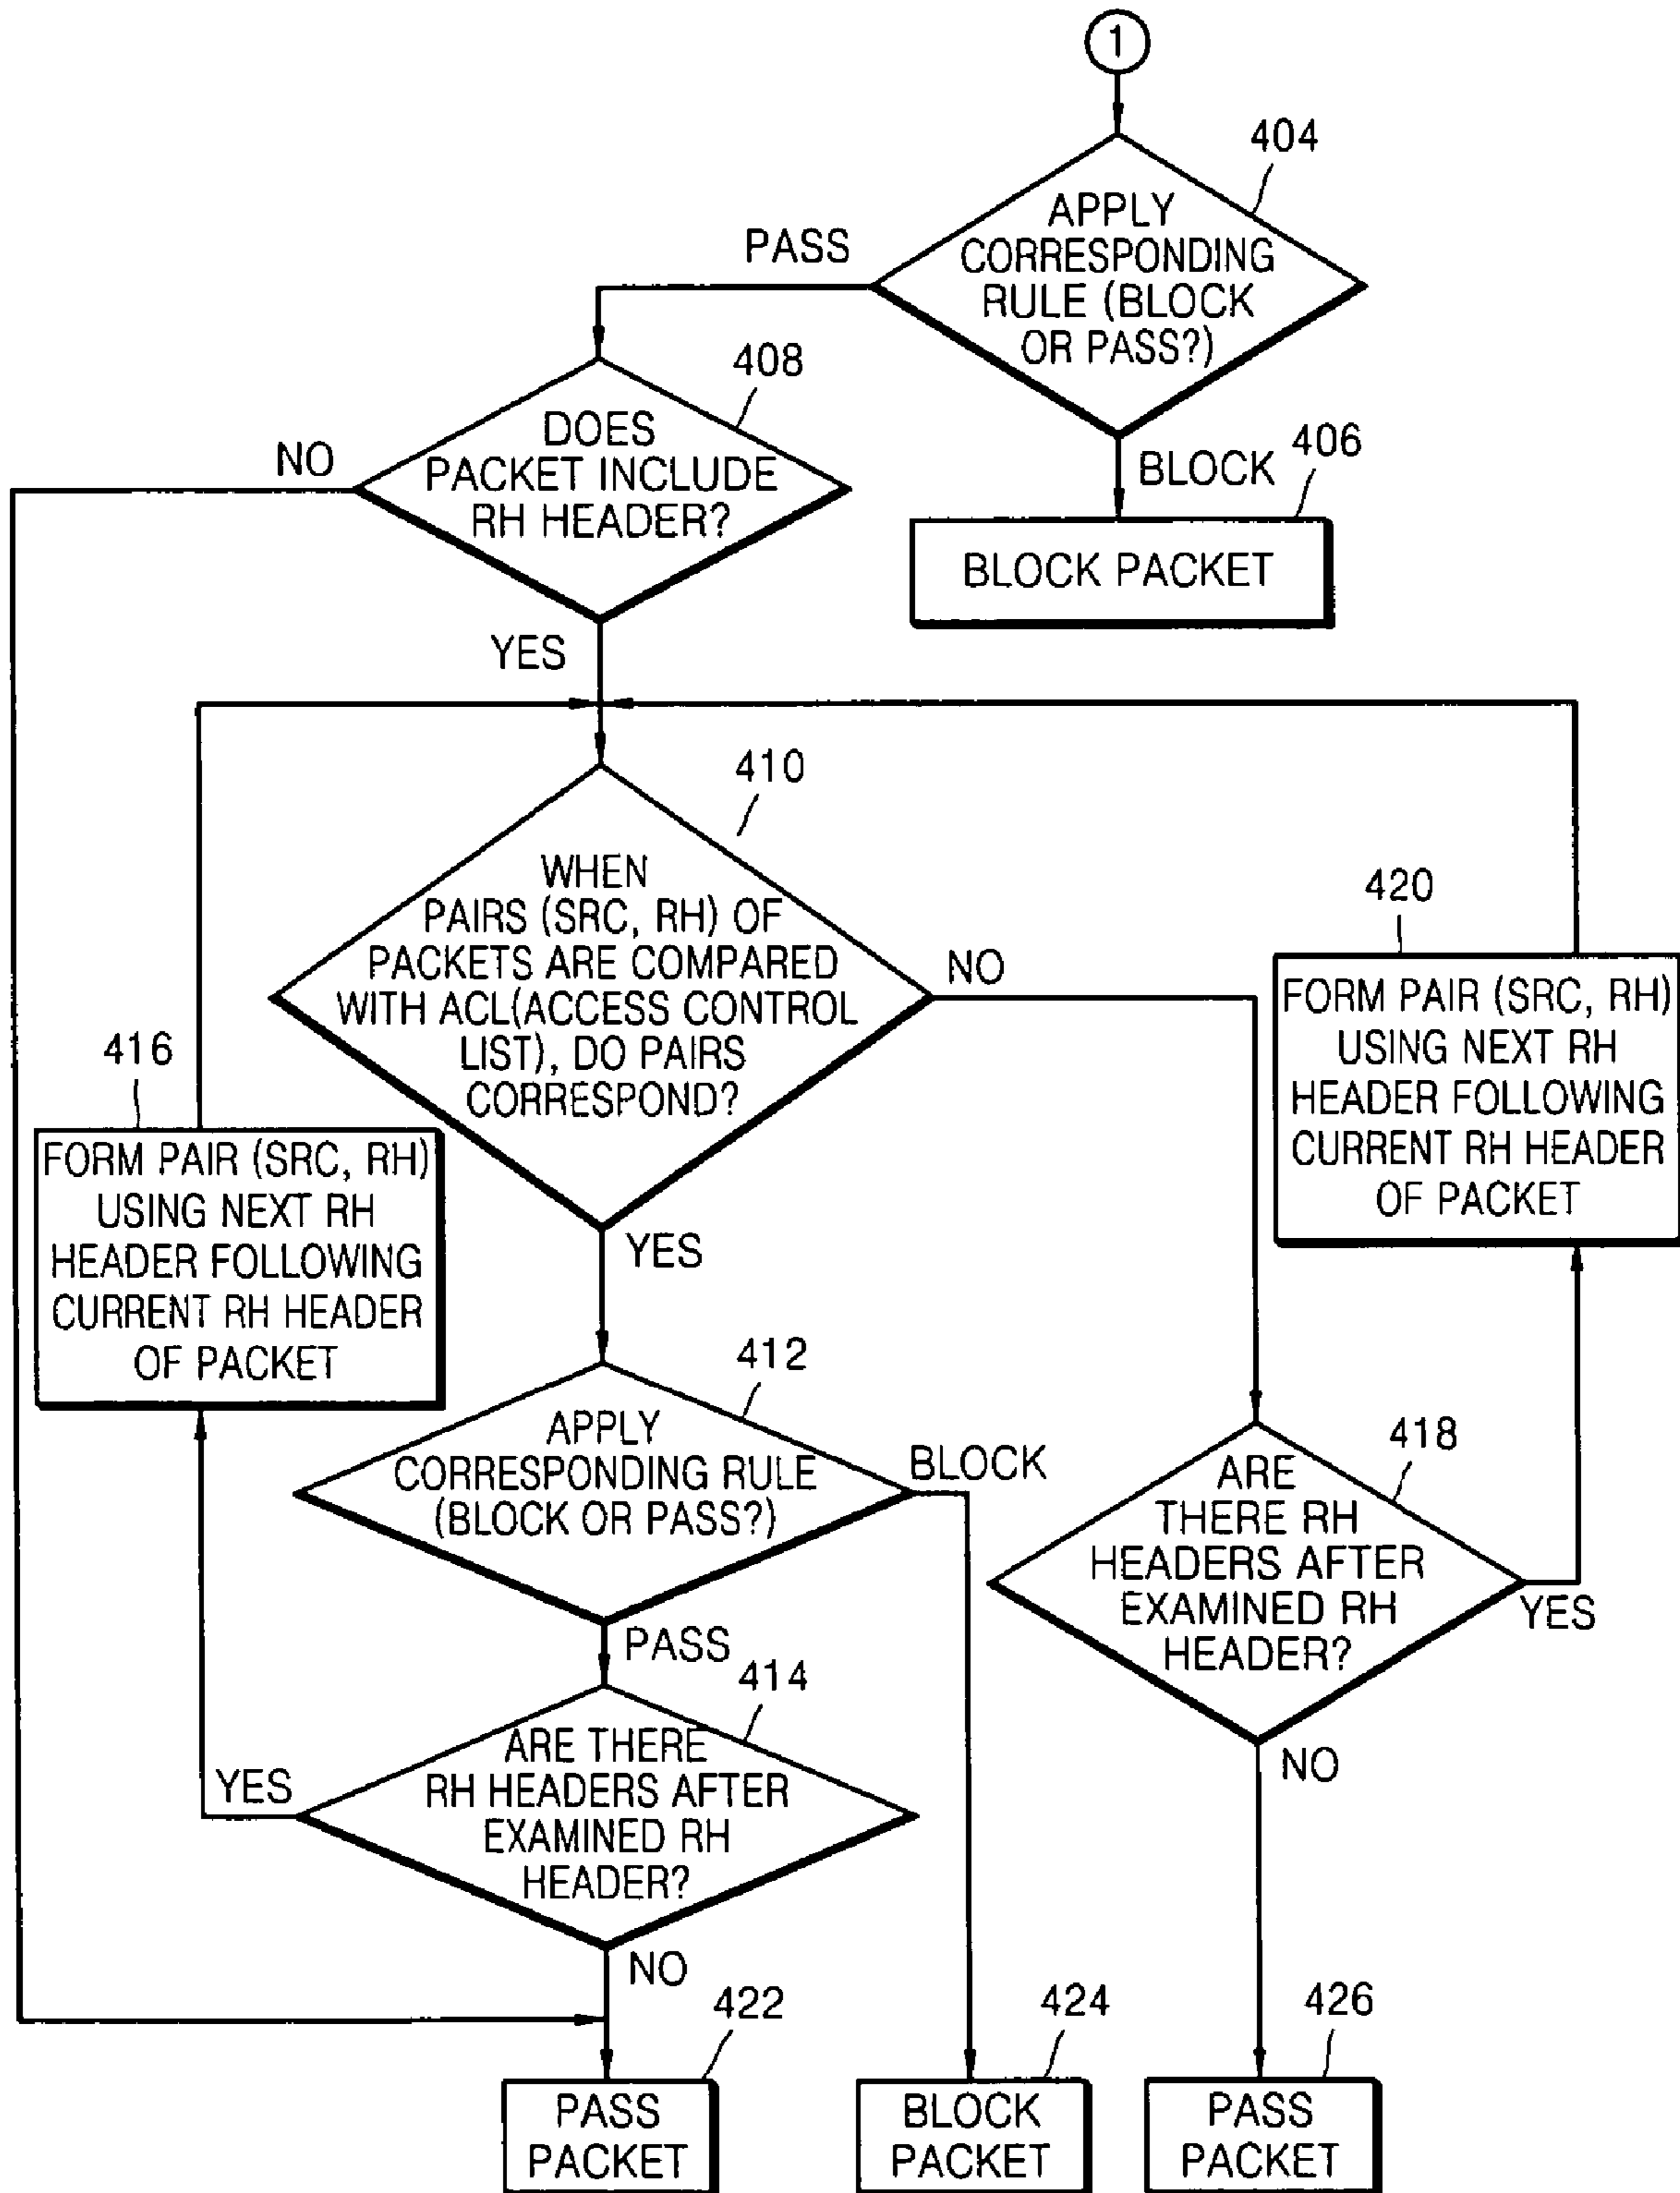 1
404
APPLY
CORRESPONDING
RULE (BLOCK
OR PASS?)
PASS
BLOCK
406
BLOCK PACKET
408
DOES
PACKET INCLUDE
RH HEADER?
NO
YES
410
WHEN
PAIRS (SRC, RH) OF
PACKETS ARE COMPARED
WITH ACL(ACCESS CONTROL
LIST), DO PAIRS
CORRESPOND?
NO
YES
420
FORM PAIR (SRC, RH)
USING NEXT RH
HEADER FOLLOWING
CURRENT RH HEADER
OF PACKET
416
FORM PAIR (SRC, RH)
USING NEXT RH
HEADER FOLLOWING
CURRENT RH HEADER
OF PACKET
412
APPLY
CORRESPONDING RULE
(BLOCK OR PASS?)
BLOCK
PASS
418
ARE
THERE RH
HEADERS AFTER
EXAMINED RH
HEADER?
YES
NO
414
ARE THERE
RH HEADERS AFTER
EXAMINED RH
HEADER?
YES
NO
422
PASS
PACKET
424
BLOCK
PACKET
426
PASS
PACKET